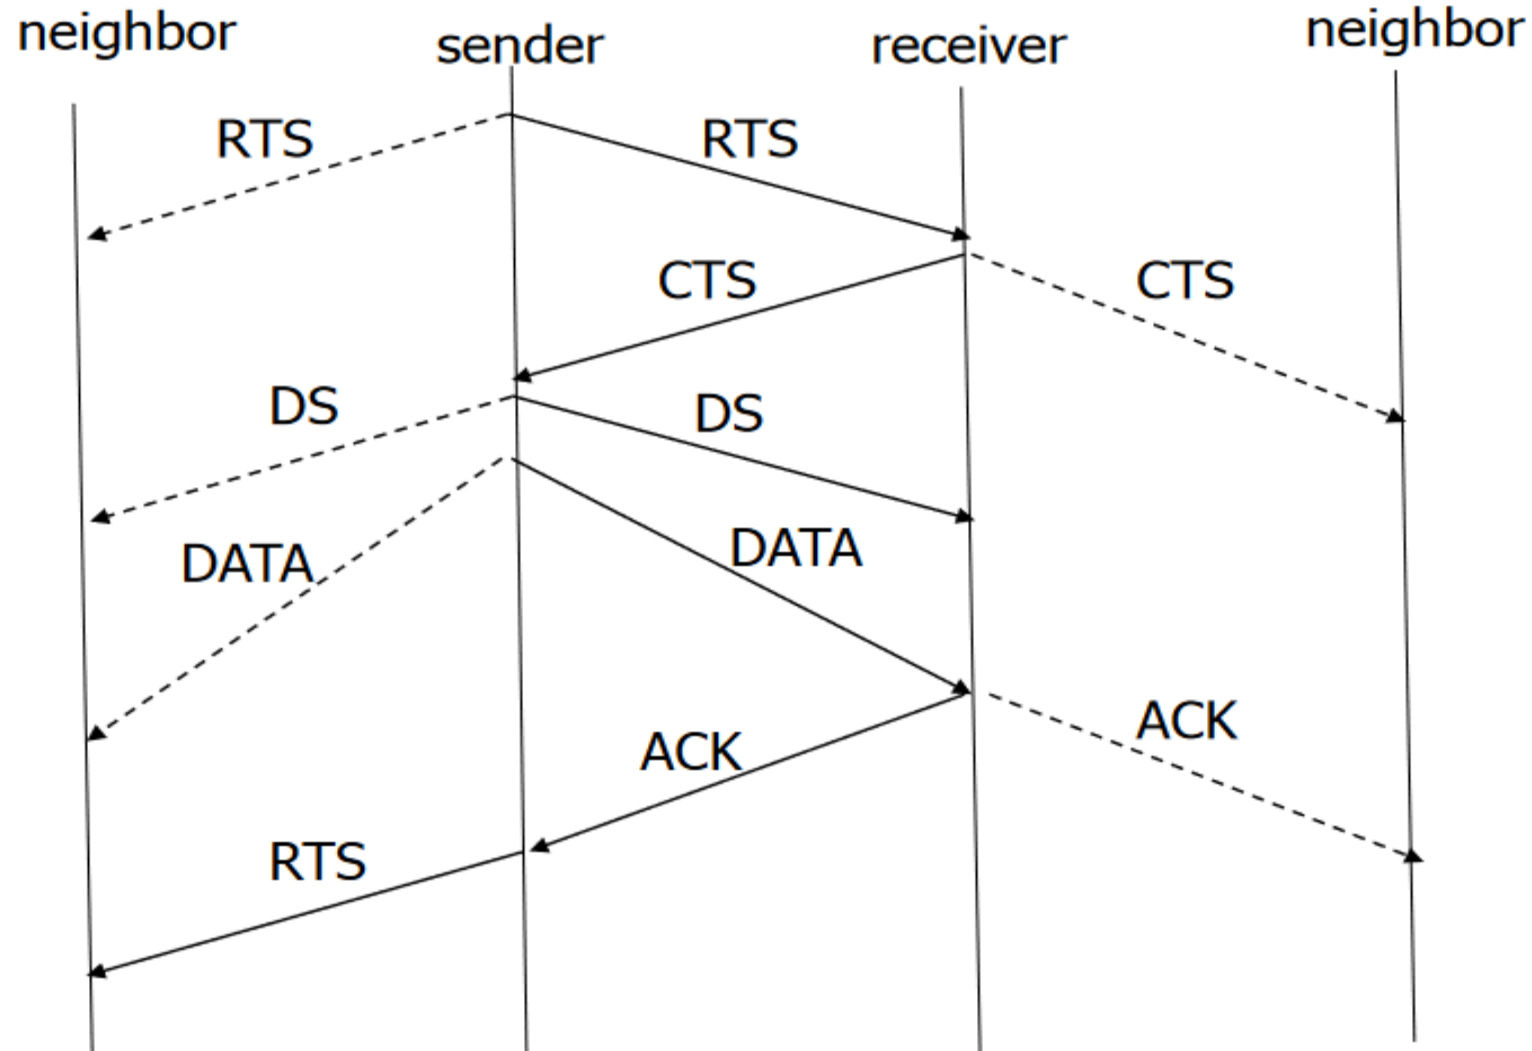 neighbor
sender
receiver
neighbor
RTS
RTS
CTS
CTS
DS
DS
DATA
DATA
ACK
ACK
RTS